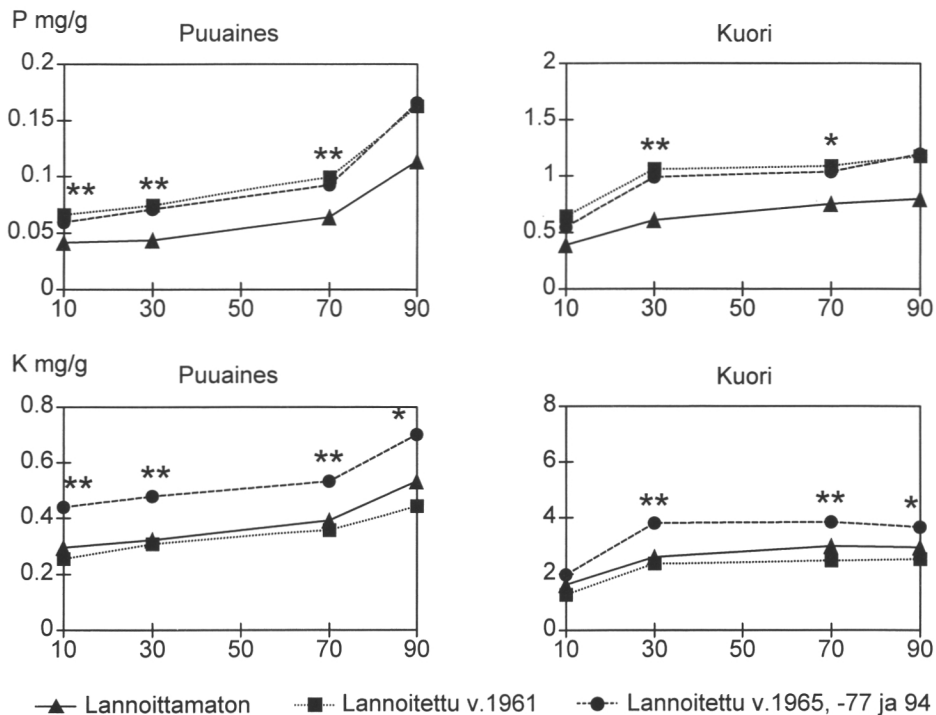 P mg/g
Puuaines
Kuori
0.2
0.15
0.1
0.05
0
** ** **
10 30 50 70 90
2
1.5
1
0.5
0
** *
10 30 50 70 90
K mg/g
Puuaines
Kuori
0.8
0.6
0.4
0.2
0
** ** ** *
10 30 50 70 90
8
6
4
2
0
** ** *
10 30 50 70 90
Lannoittamaton Lannoitettu v.1961 Lannoitettu v.1965, -77 ja 94